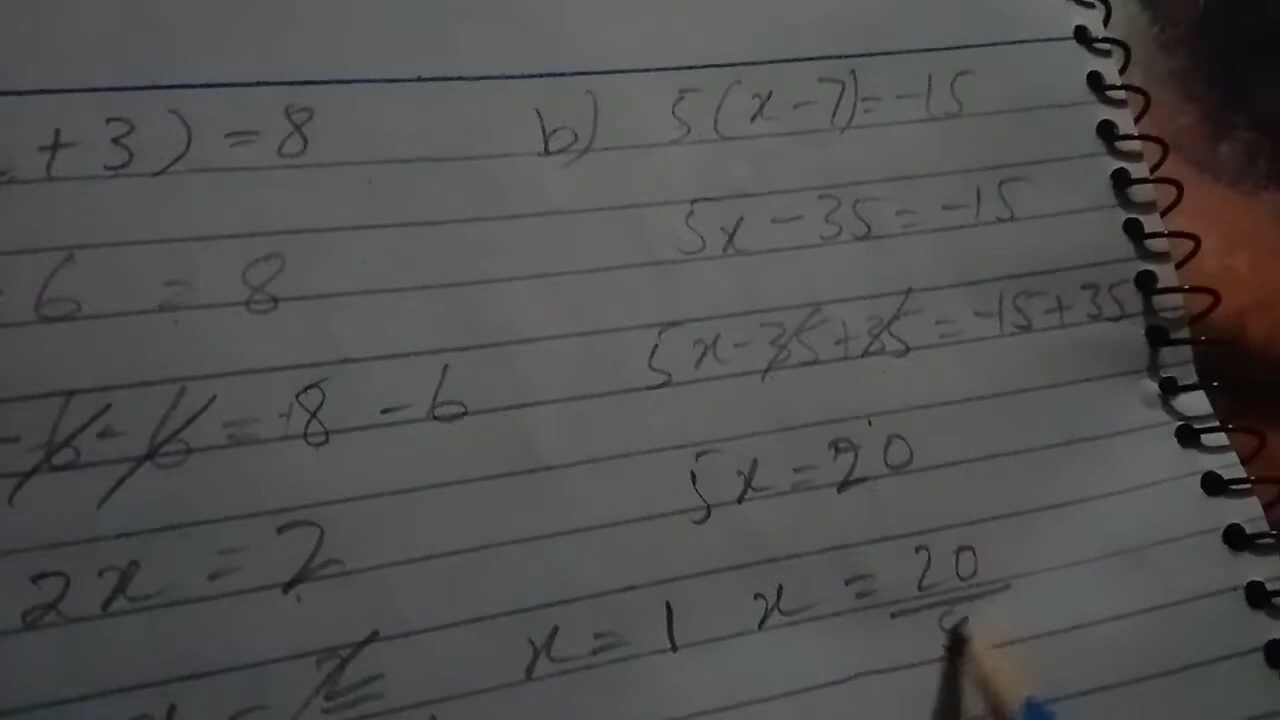 + 3) = 8
6 = 8
- 6 - 6 = 8 - 6
2x = 2
x = 1
b) 5(x - 7) = -15
5x - 35 = -15
5x - 35 + 35 = -15 + 35
5x = 20
x = 20/